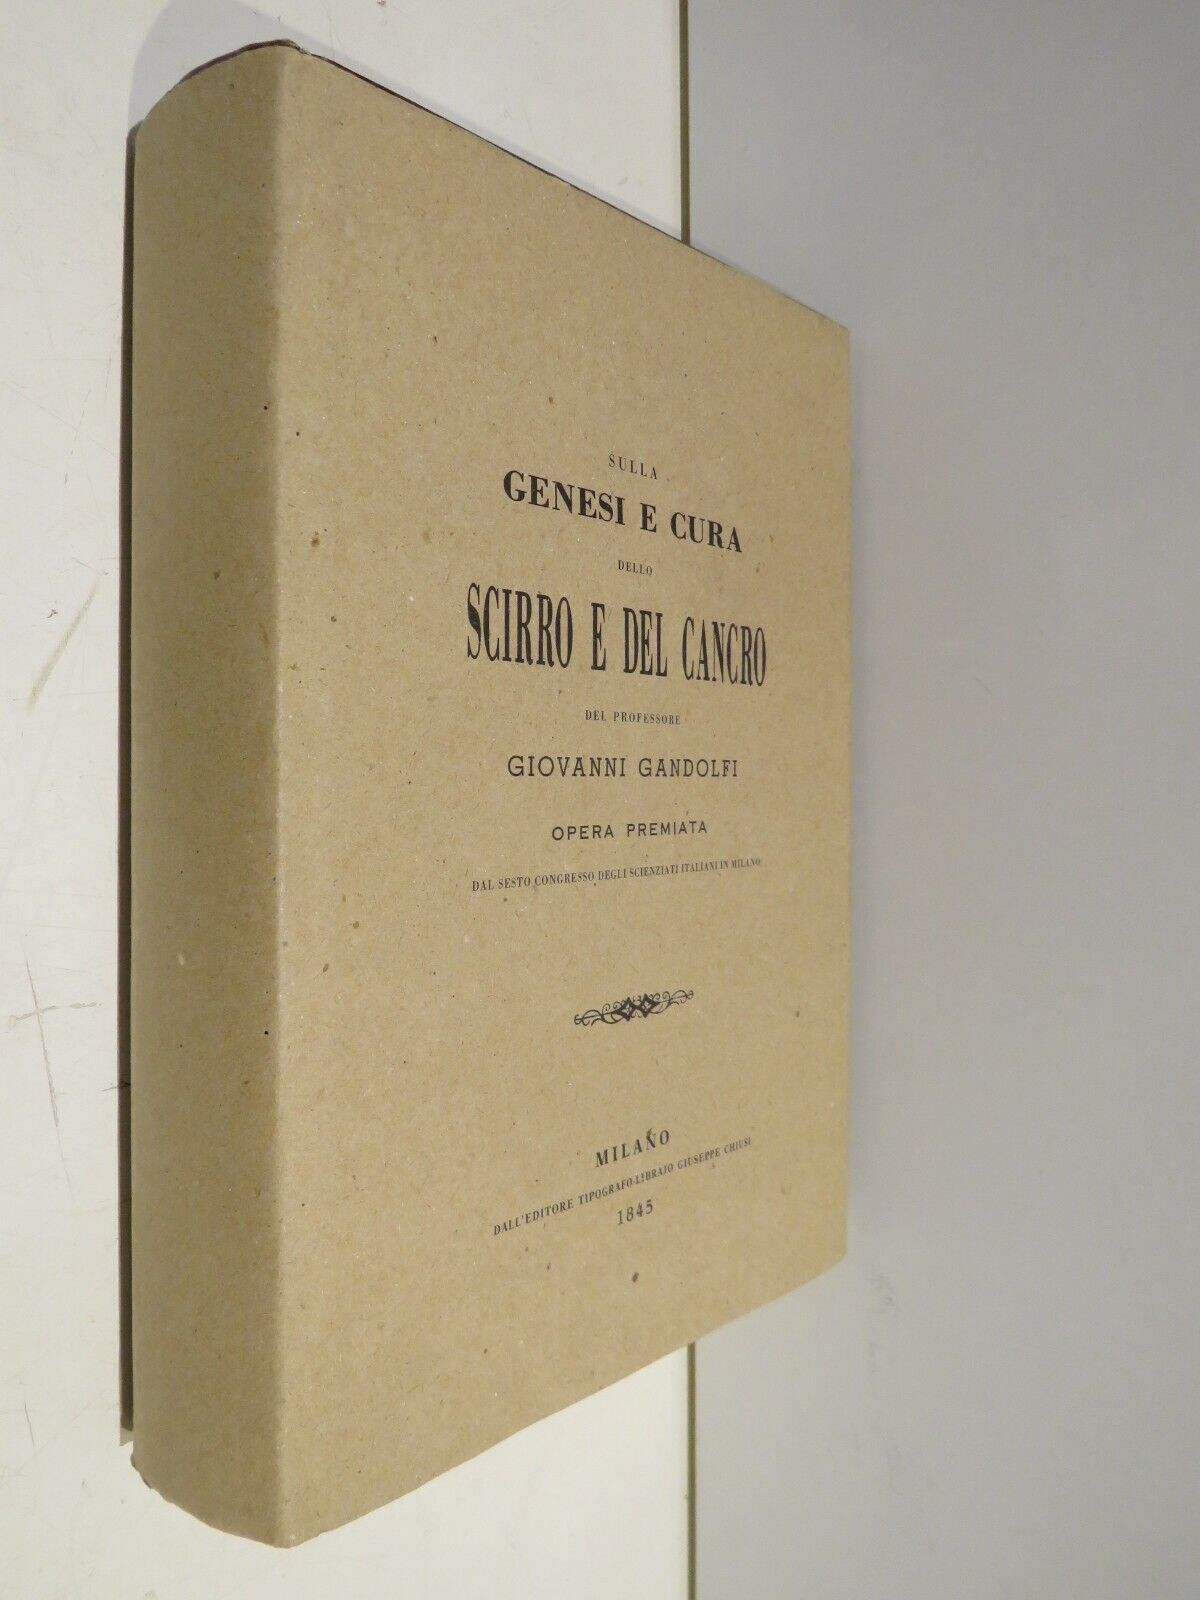 SULLA
GENESI E CURA
DELLO
SCIRRO E DEL CANCRO
DEL PROFESSORE
GIOVANNI GANDOLFI
OPERA PREMIATA
DAL SESTO CONGRESSO DEGLI SCIENZIATI ITALIANI IN MILANO
MILANO
DALL'EDITORE TIPOGRAFO-LIBRAJO GIUSEPPE CHIUSI
1845